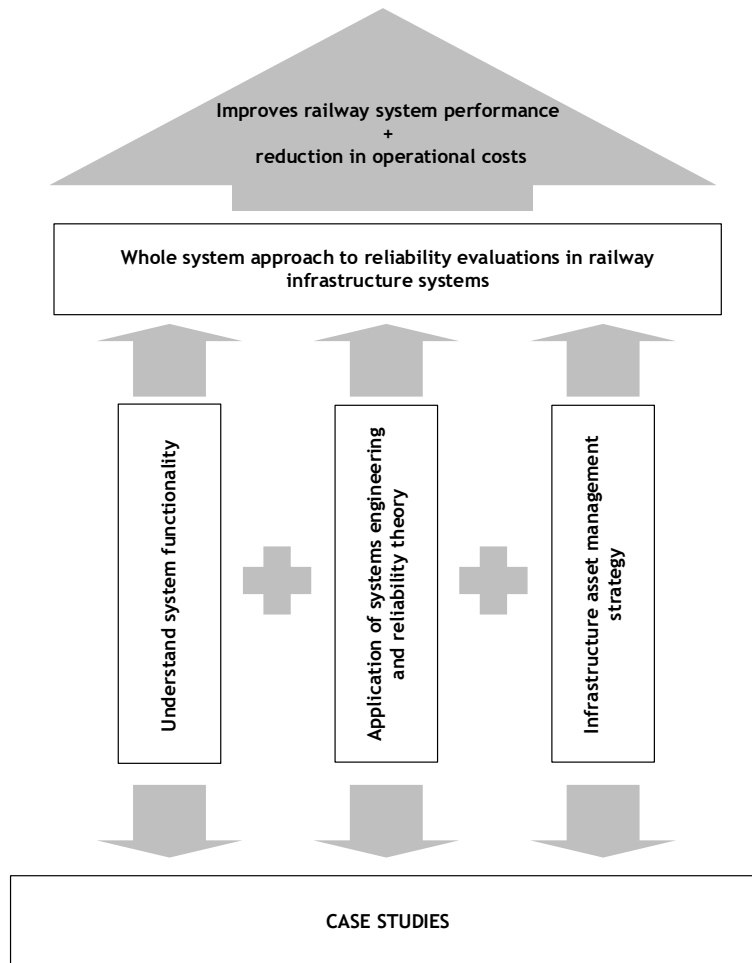 Improves railway system performance
+
reduction in operational costs
Whole system approach to reliability evaluations in railway
infrastructure systems
Understand system functionality
Application of systems engineering
and reliability theory
Infrastructure asset management
strategy
CASE STUDIES